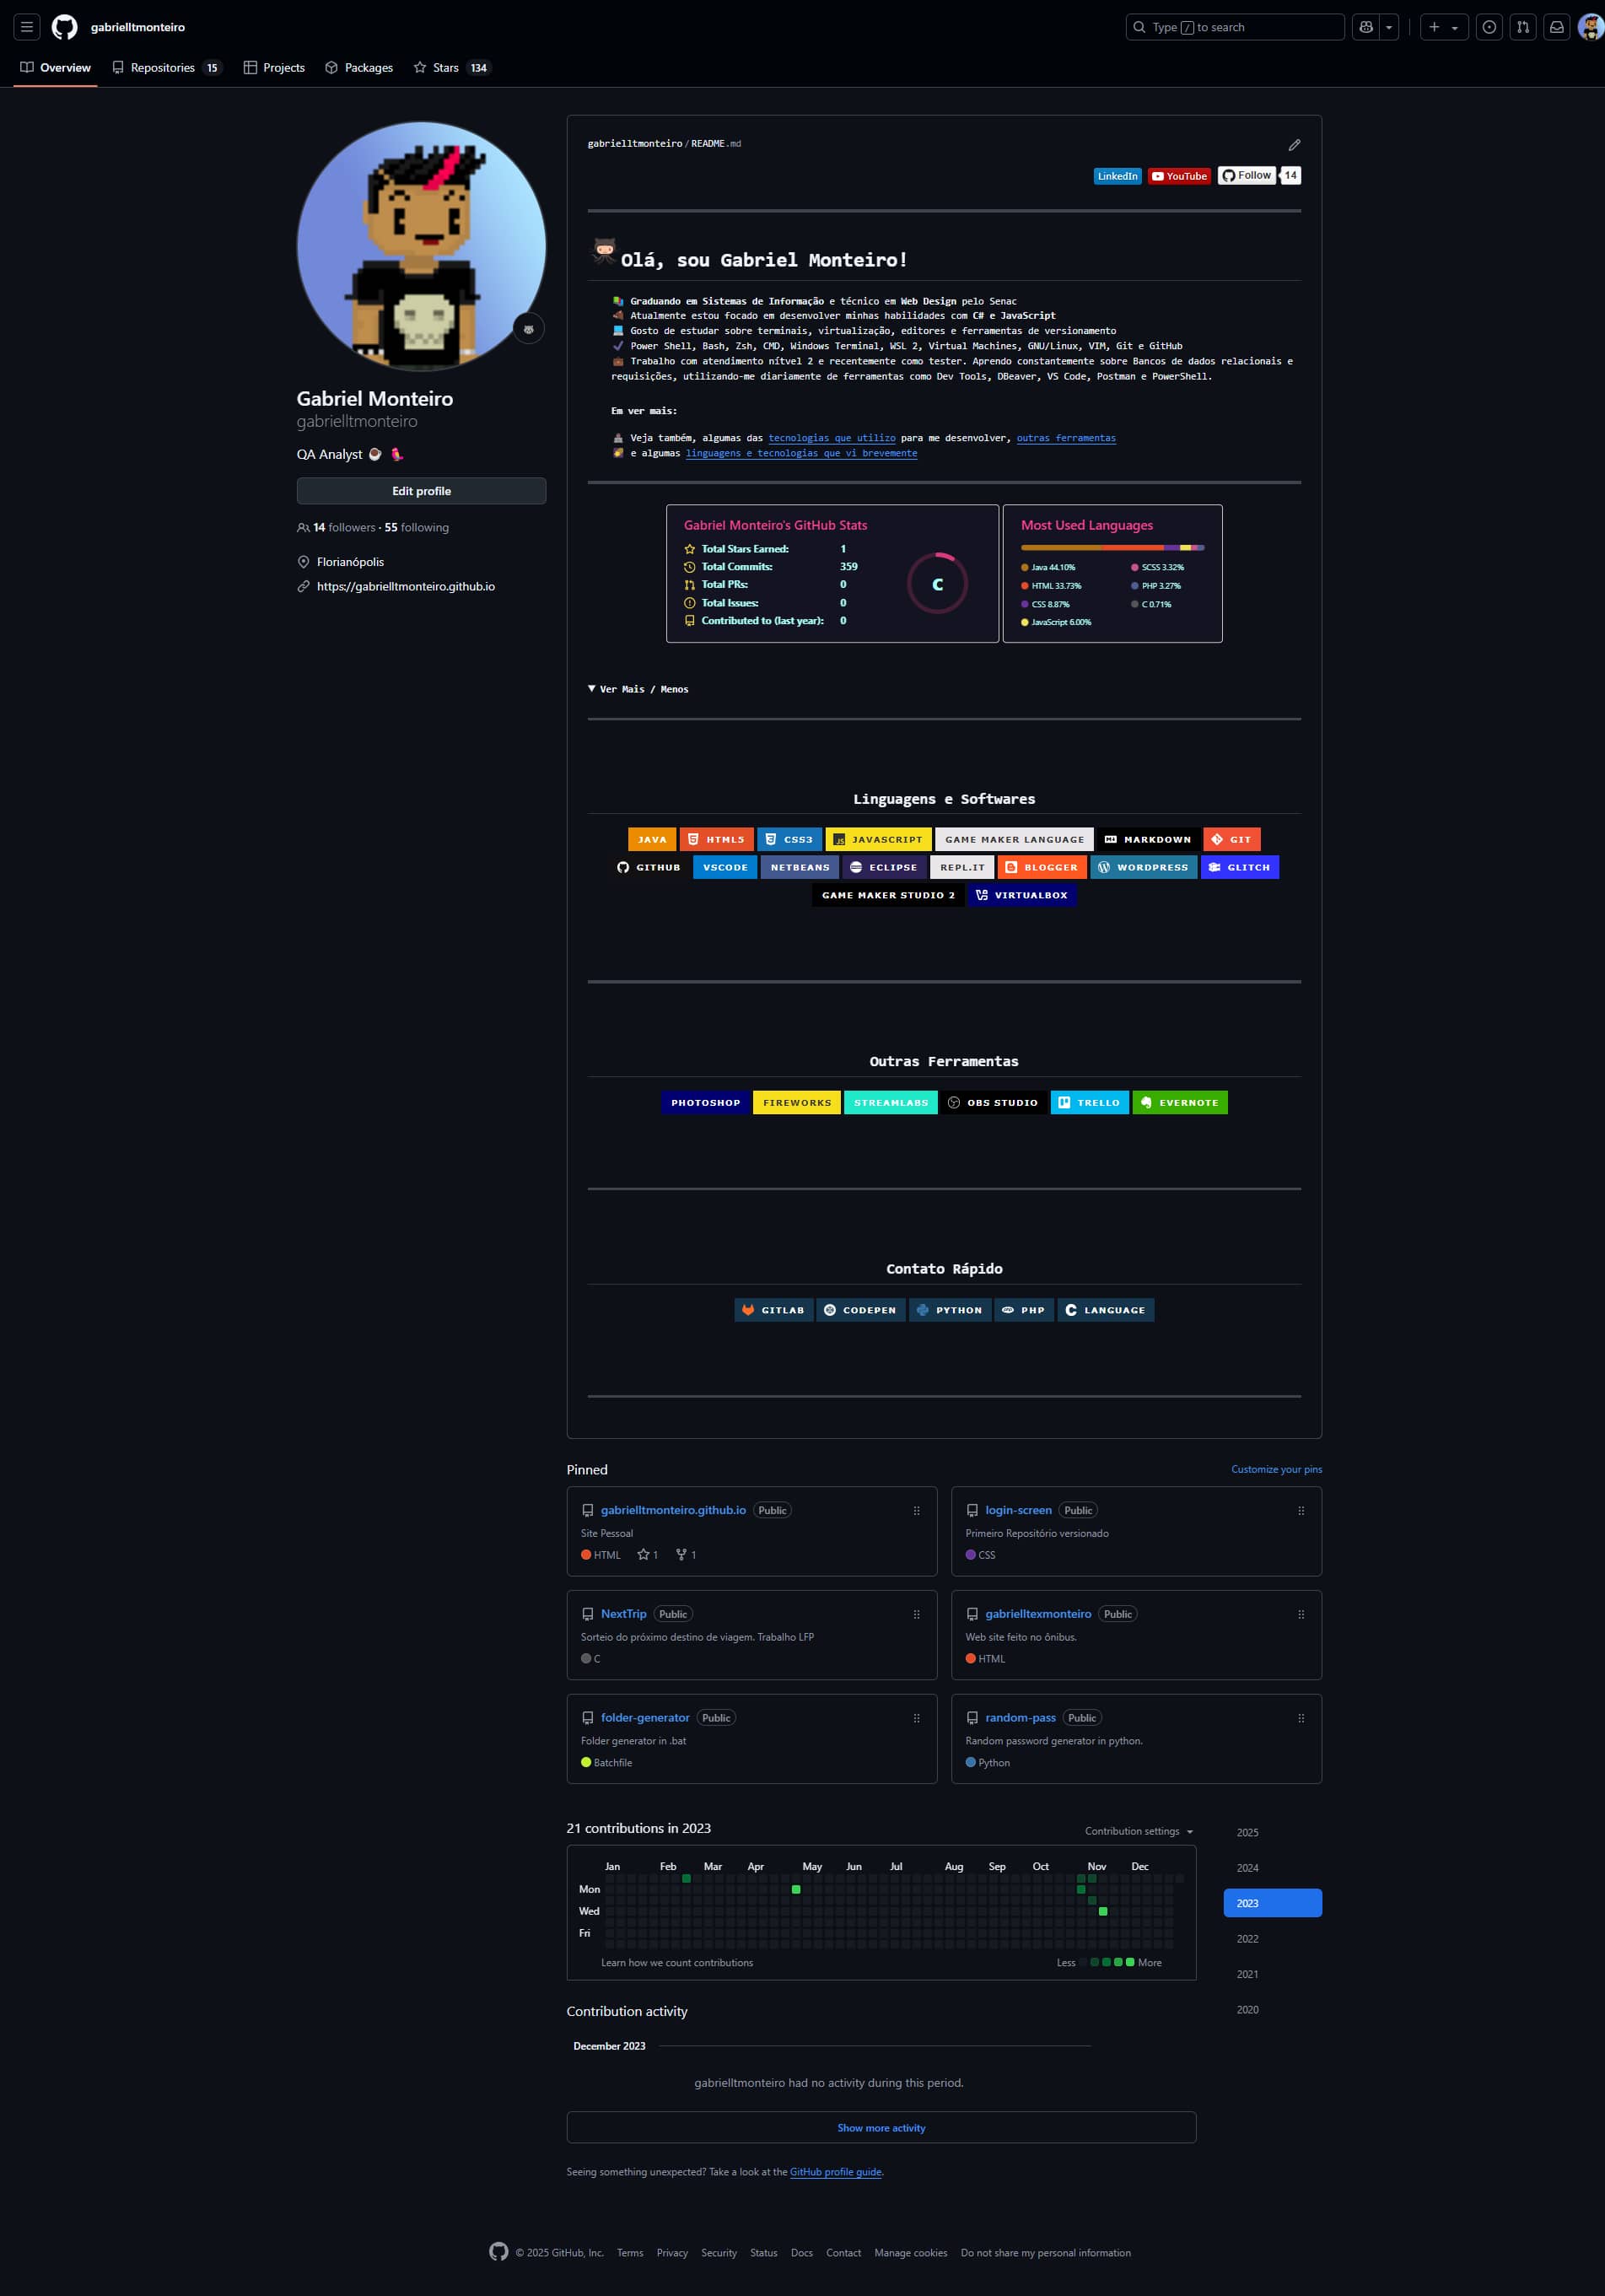 gabrielltmonteiro
Type / to search
Overview Repositories 15 Projects Packages Stars 134
gabrielltmonteiro/README.md
LinkedIn YouTube Follow 14
Olá, sou Gabriel Monteiro!
Graduando em Sistemas de Informação e técnico em Web Design pelo Senac
Atualmente estou focado em desenvolver minhas habilidades com C# e JavaScript
Gosto de estudar sobre terminais, virtualização, editores e ferramentas de versionamento
Power Shell, Bash, Zsh, CMD, Windows Terminal, WSL 2, Virtual Machines, GNU/Linux, VIM, Git e GitHub
Trabalho com atendimento nítvel 2 e recentemente como tester. Aprendo constantemente sobre Bancos de dados relacionais e
requisições, utilizando-me diariamente de ferramentas como Dev Tools, DBeaver, VS Code, Postman e PowerShell.
Em ver mais:
Veja também, algumas das tecnologias que utilizo para me desenvolver, outras ferramentas
e algumas linguagens e tecnologias que vi brevemente
Gabriel Monteiro
gabrielltmonteiro
QA Analyst
Edit profile
14 followers · 55 following
Florianópolis
https://gabrielltmonteiro.github.io
Gabriel Monteiro's GitHub Stats
Total Stars Earned: 1
Total Commits: 359
Total PRs: 0
Total Issues: 0
Contributed to (last year): 0
C
Most Used Languages
Java 44.10% SCSS 3.32%
HTML 33.73% PHP 3.27%
CSS 8.87% C 0.71%
JavaScript 6.00%
Ver Mais / Menos
Linguagens e Softwares
JAVA HTML5 CSS3 JAVASCRIPT GAME MAKER LANGUAGE MARKDOWN GIT
GITHUB VSCODE NETBEANS ECLIPSE REPL.IT BLOGGER WORDPRESS GLITCH
GAME MAKER STUDIO 2 VIRTUALBOX
Outras Ferramentas
PHOTOSHOP FIREWORKS STREAMLABS OBS STUDIO TRELLO EVERNOTE
Contato Rápido
GITLAB CODEPEN PYTHON PHP LANGUAGE
Pinned Customize your pins
gabrielltmonteiro.github.io Public
Site Pessoal
HTML 1 1
login-screen Public
Primeiro Repositório versionado
CSS
NextTrip Public
Sorteio do próximo destino de viagem. Trabalho LFP
C
gabrielltexmonteiro Public
Web site feito no ônibus.
HTML
folder-generator Public
Folder generator in .bat
Batchfile
random-pass Public
Random password generator in python.
Python
21 contributions in 2023 Contribution settings
Jan Feb Mar Apr May Jun Jul Aug Sep Oct Nov Dec
Mon
Wed
Fri
Learn how we count contributions Less More
2025
2024
2023
2022
2021
2020
Contribution activity
December 2023
gabrielltmonteiro had no activity during this period.
Show more activity
Seeing something unexpected? Take a look at the GitHub profile guide.
© 2025 GitHub, Inc. Terms Privacy Security Status Docs Contact Manage cookies Do not share my personal information